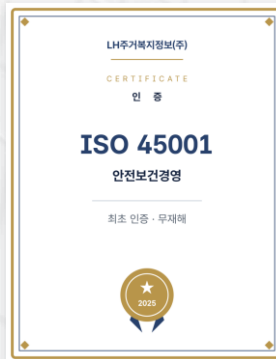 LH주거복지정보(주)
CERTIFICATE
인 증
ISO 45001
안전보건경영
최초 인증 · 무재해
2025